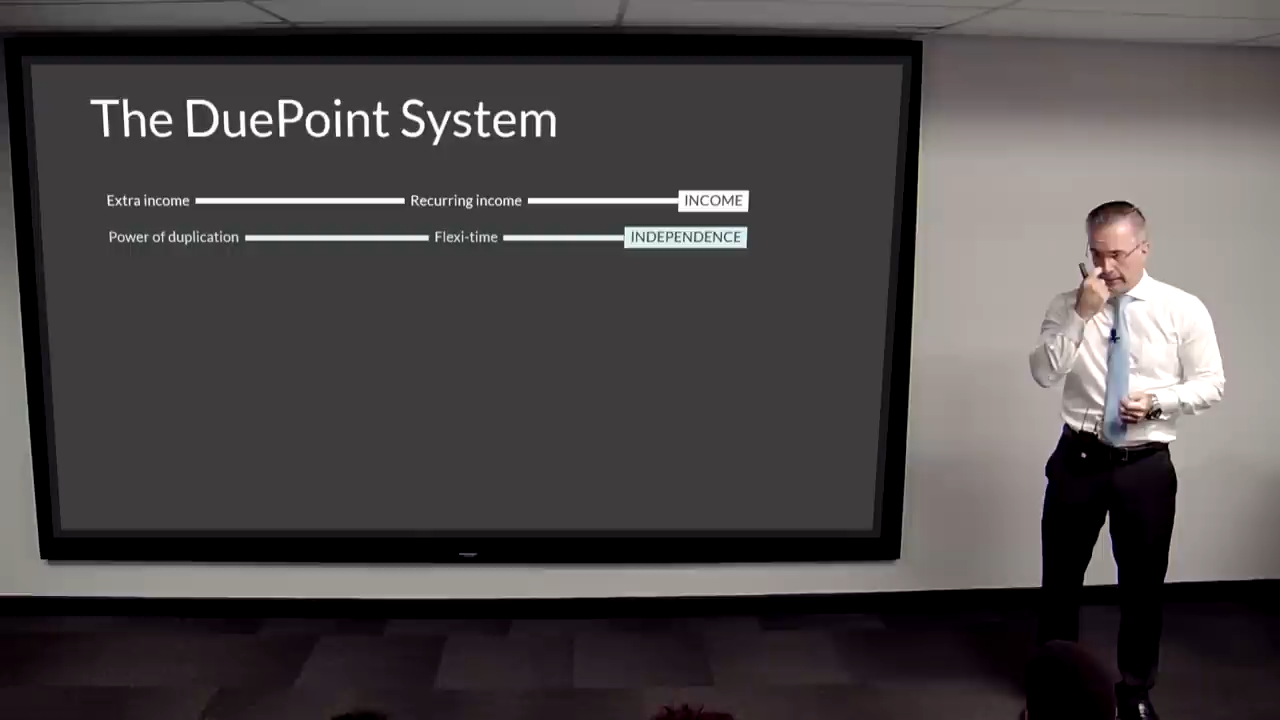 The DuePoint System
Extra income Recurring income INCOME
Power of duplication Flexi-time INDEPENDENCE